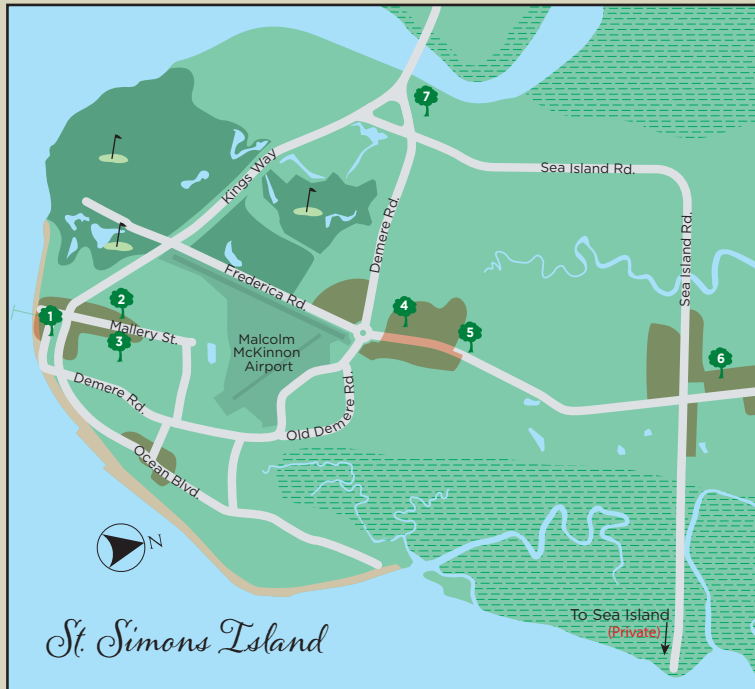 7
Sea Island Rd.
Kings Way
Demere Rd.
Sea Island Rd.
Frederica Rd.
2
4
1
Mallery St.
3
5
Malcolm
McKinnon
Airport
6
Demere Rd.
Old Demere Rd.
Ocean Blvd.
N
To Sea Island
(Private)
St. Simons Island